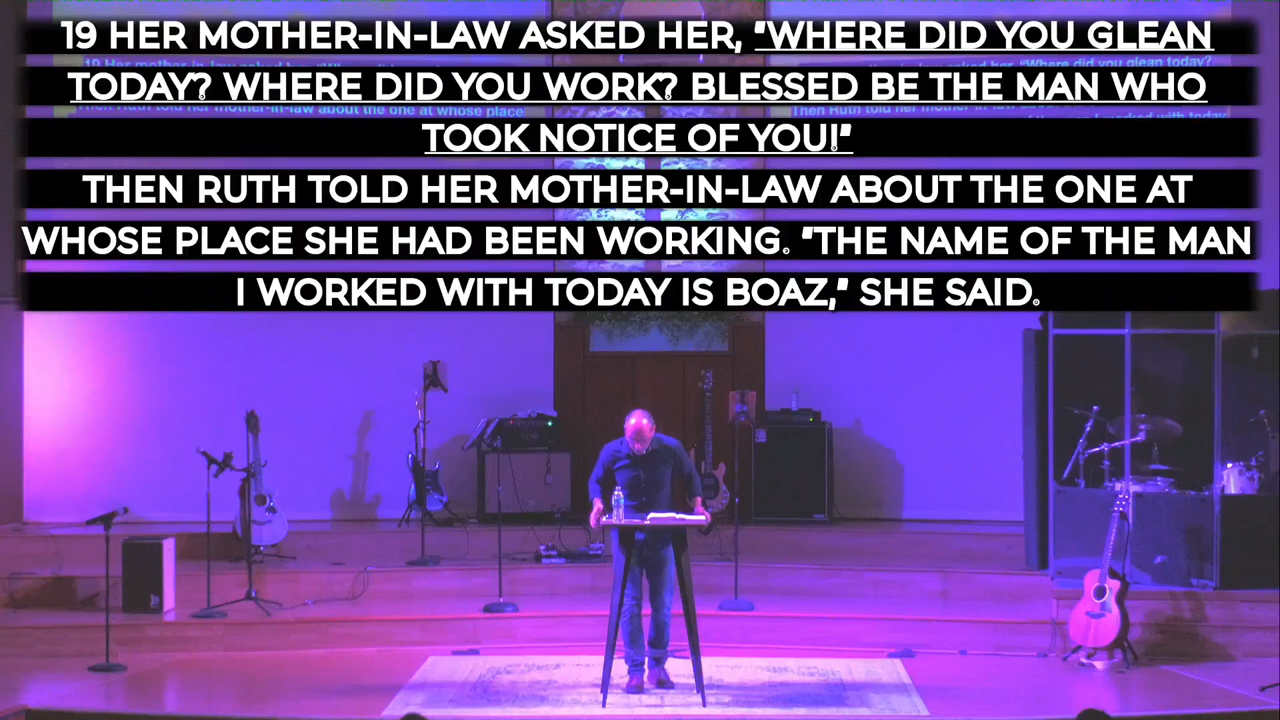 19 HER MOTHER-IN-LAW ASKED HER, "WHERE DID YOU GLEAN
TODAY? WHERE DID YOU WORK? BLESSED BE THE MAN WHO
TOOK NOTICE OF YOU!"
THEN RUTH TOLD HER MOTHER-IN-LAW ABOUT THE ONE AT
WHOSE PLACE SHE HAD BEEN WORKING. "THE NAME OF THE MAN
I WORKED WITH TODAY IS BOAZ," SHE SAID.